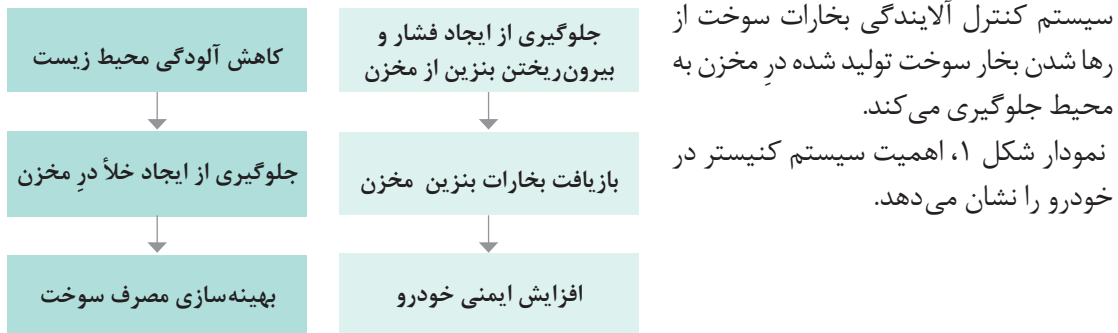 سیستم کنترل آلایندگی بخارات سوخت از
رها شدن بخار سوخت تولید شده درِ مخزن به
محیط جلوگیری می‌کند.
نمودار شکل ۱، اهمیت سیستم کنیستر در
خودرو را نشان می‌دهد.
جلوگیری از ایجاد فشار و
بیرون‌ریختن بنزین از مخزن
بازیافت بخارات بنزین مخزن
افزایش ایمنی خودرو
کاهش آلودگی محیط زیست
جلوگیری از ایجاد خلأ درِ مخزن
بهینه‌سازی مصرف سوخت